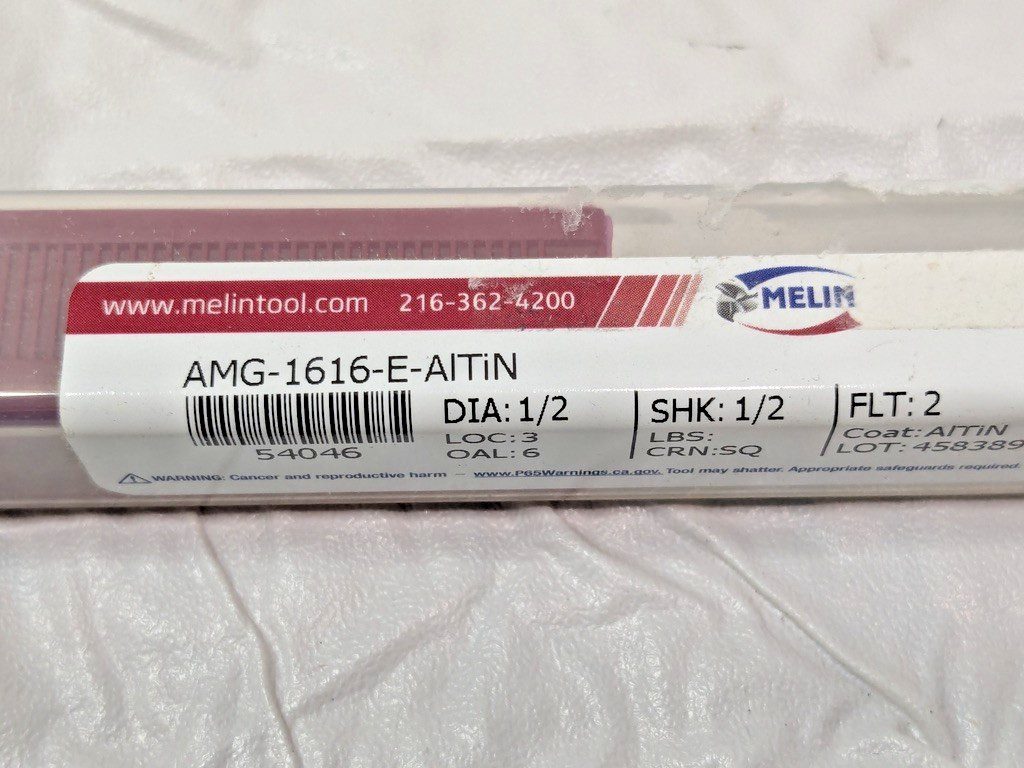 www.melintool.com 216-362-4200 MELIN
AMG-1616-E-AlTiN
54046
DIA: 1/2
LOC: 3
OAL: 6
SHK: 1/2
LBS:
CRN:SQ
FLT: 2
Coat: AlTiN
LOT: 458389
WARNING: Cancer and reproductive harm — www.P65Warnings.ca.gov. Tool may shatter. Appropriate safeguards required.